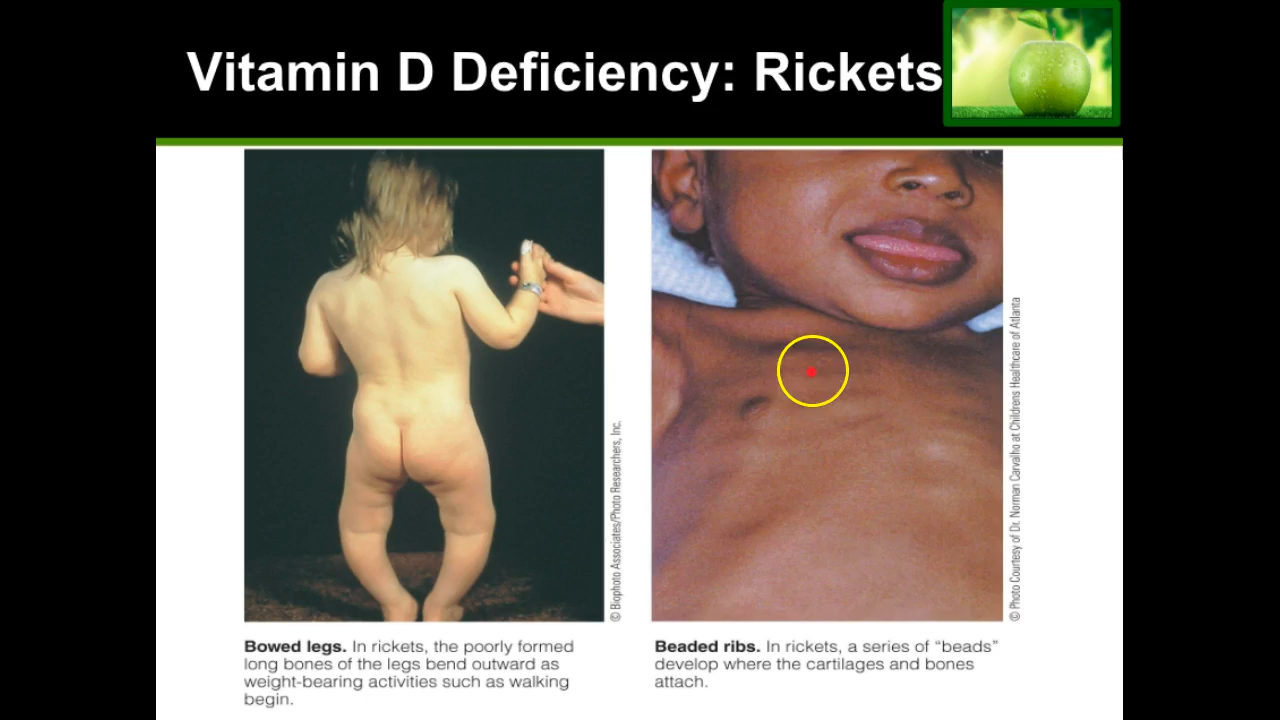 Vitamin D Deficiency: Rickets
© Biophoto Associates/Photo Researchers, Inc.
© Photo Courtesy of Dr. Norman Carvalho at Childrens Healthcare of Atlanta
Bowed legs. In rickets, the poorly formed
long bones of the legs bend outward as
weight-bearing activities such as walking
begin.
Beaded ribs. In rickets, a series of “beads”
develop where the cartilages and bones
attach.